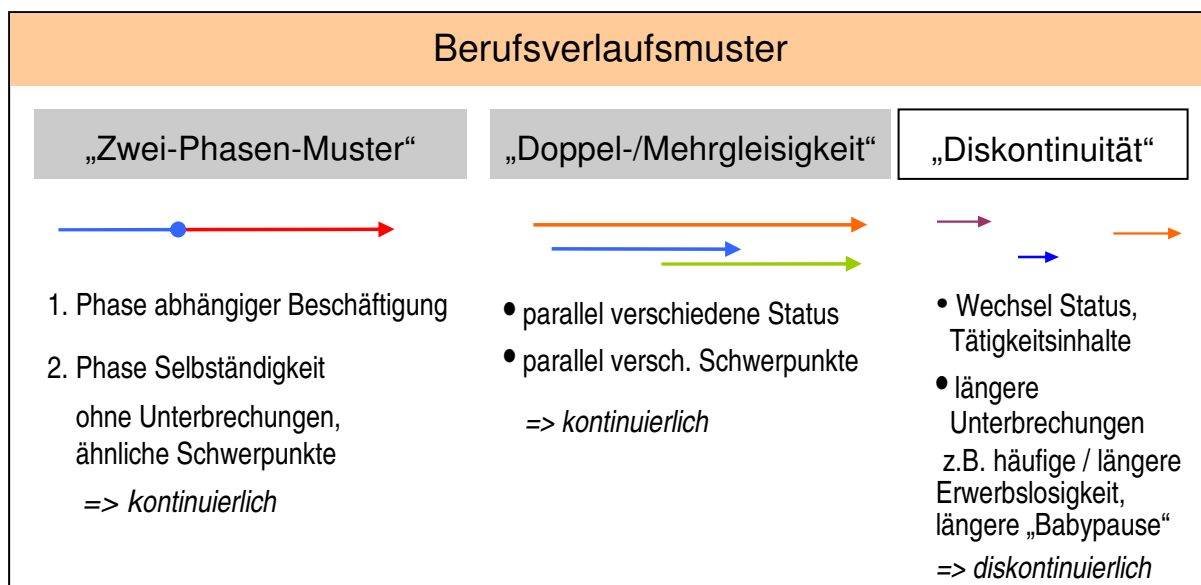 Berufsverlaufsmuster
„Zwei-Phasen-Muster“
1. Phase abhängiger Beschäftigung
2. Phase Selbständigkeit
ohne Unterbrechungen,
ähnliche Schwerpunkte
=> kontinuierlich
„Doppel-/Mehrgleisigkeit“
• parallel verschiedene Status
• parallel versch. Schwerpunkte
=> kontinuierlich
„Diskontinuität“
• Wechsel Status,
Tätigkeitsinhalte
• längere
Unterbrechungen
z.B. häufige / längere
Erwerbslosigkeit,
längere „Babypause“
=> diskontinuierlich